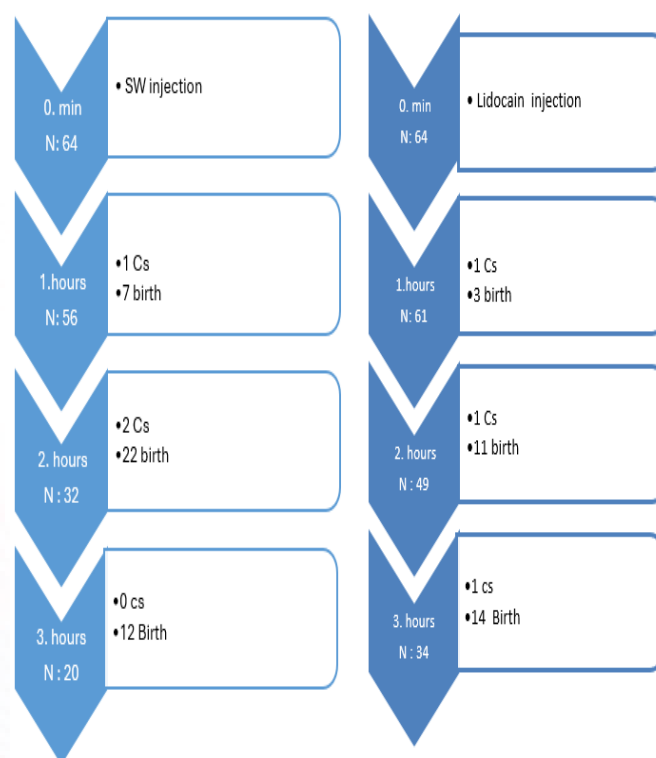 0. min
N: 64
• SW injection
1.hours
N: 56
•1 Cs
•7 birth
2. hours
N : 32
•2 Cs
•22 birth
3. hours
N : 20
•0 cs
•12 Birth
0. min
N: 64
• Lidocain injection
1.hours
N: 61
•1 Cs
•3 birth
2. hours
N : 49
•1 Cs
•11 birth
3. hours
N : 34
•1 cs
•14 Birth